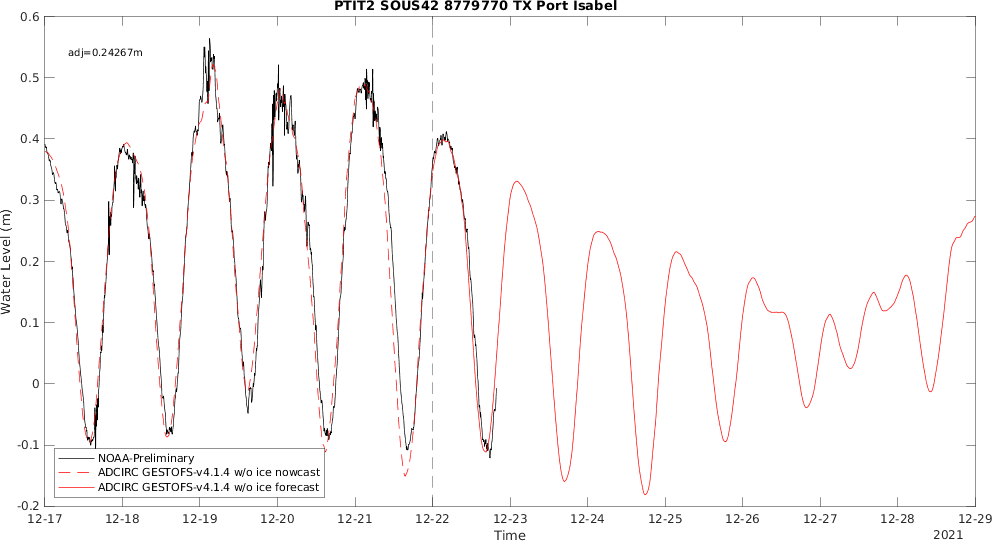 PTIT2 SOUS42 8779770 TX Port Isabel
adj=0.24267m
Water Level (m)
0.6
0.5
0.4
0.3
0.2
0.1
0
-0.1
-0.2
NOAA-Preliminary
ADCIRC GESTOFS-v4.1.4 w/o ice nowcast
ADCIRC GESTOFS-v4.1.4 w/o ice forecast
12-17 12-18 12-19 12-20 12-21 12-22 12-23 12-24 12-25 12-26 12-27 12-28 12-29
Time
2021